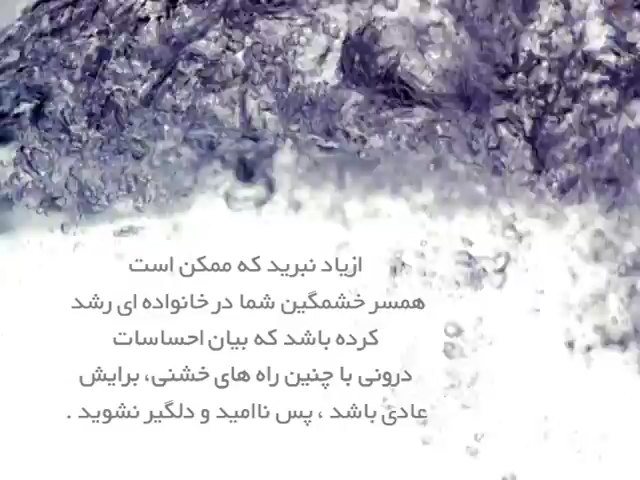 ازیاد نبرید که ممکن است
همسر خشمگین شما در خانواده ای رشد
کرده باشد که بیان احساسات
درونی با چنین راه های خشنی، برایش
عادی باشد ، پس ناامید و دلگیر نشوید .